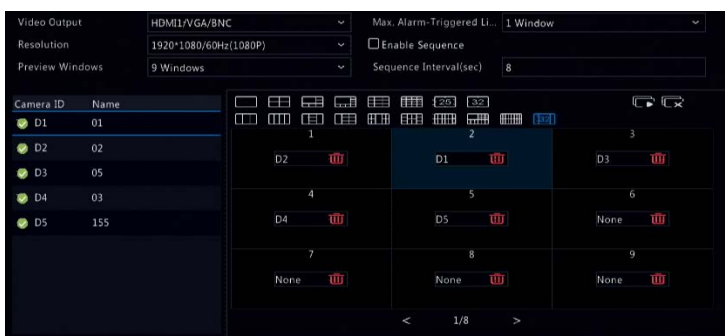 Video Output HDMI1/VGA/BNC Max. Alarm-Triggered Li... 1 Window
Resolution 1920*1080/60Hz(1080P) Enable Sequence
Preview Windows 9 Windows Sequence Interval(sec) 8
Camera ID Name
D1 01
D2 02
D3 05
D4 03
D5 155
25 32
1 2 3
D2 D1 D3
4 5 6
D4 D5 None
7 8 9
None None None
< 1/8 >